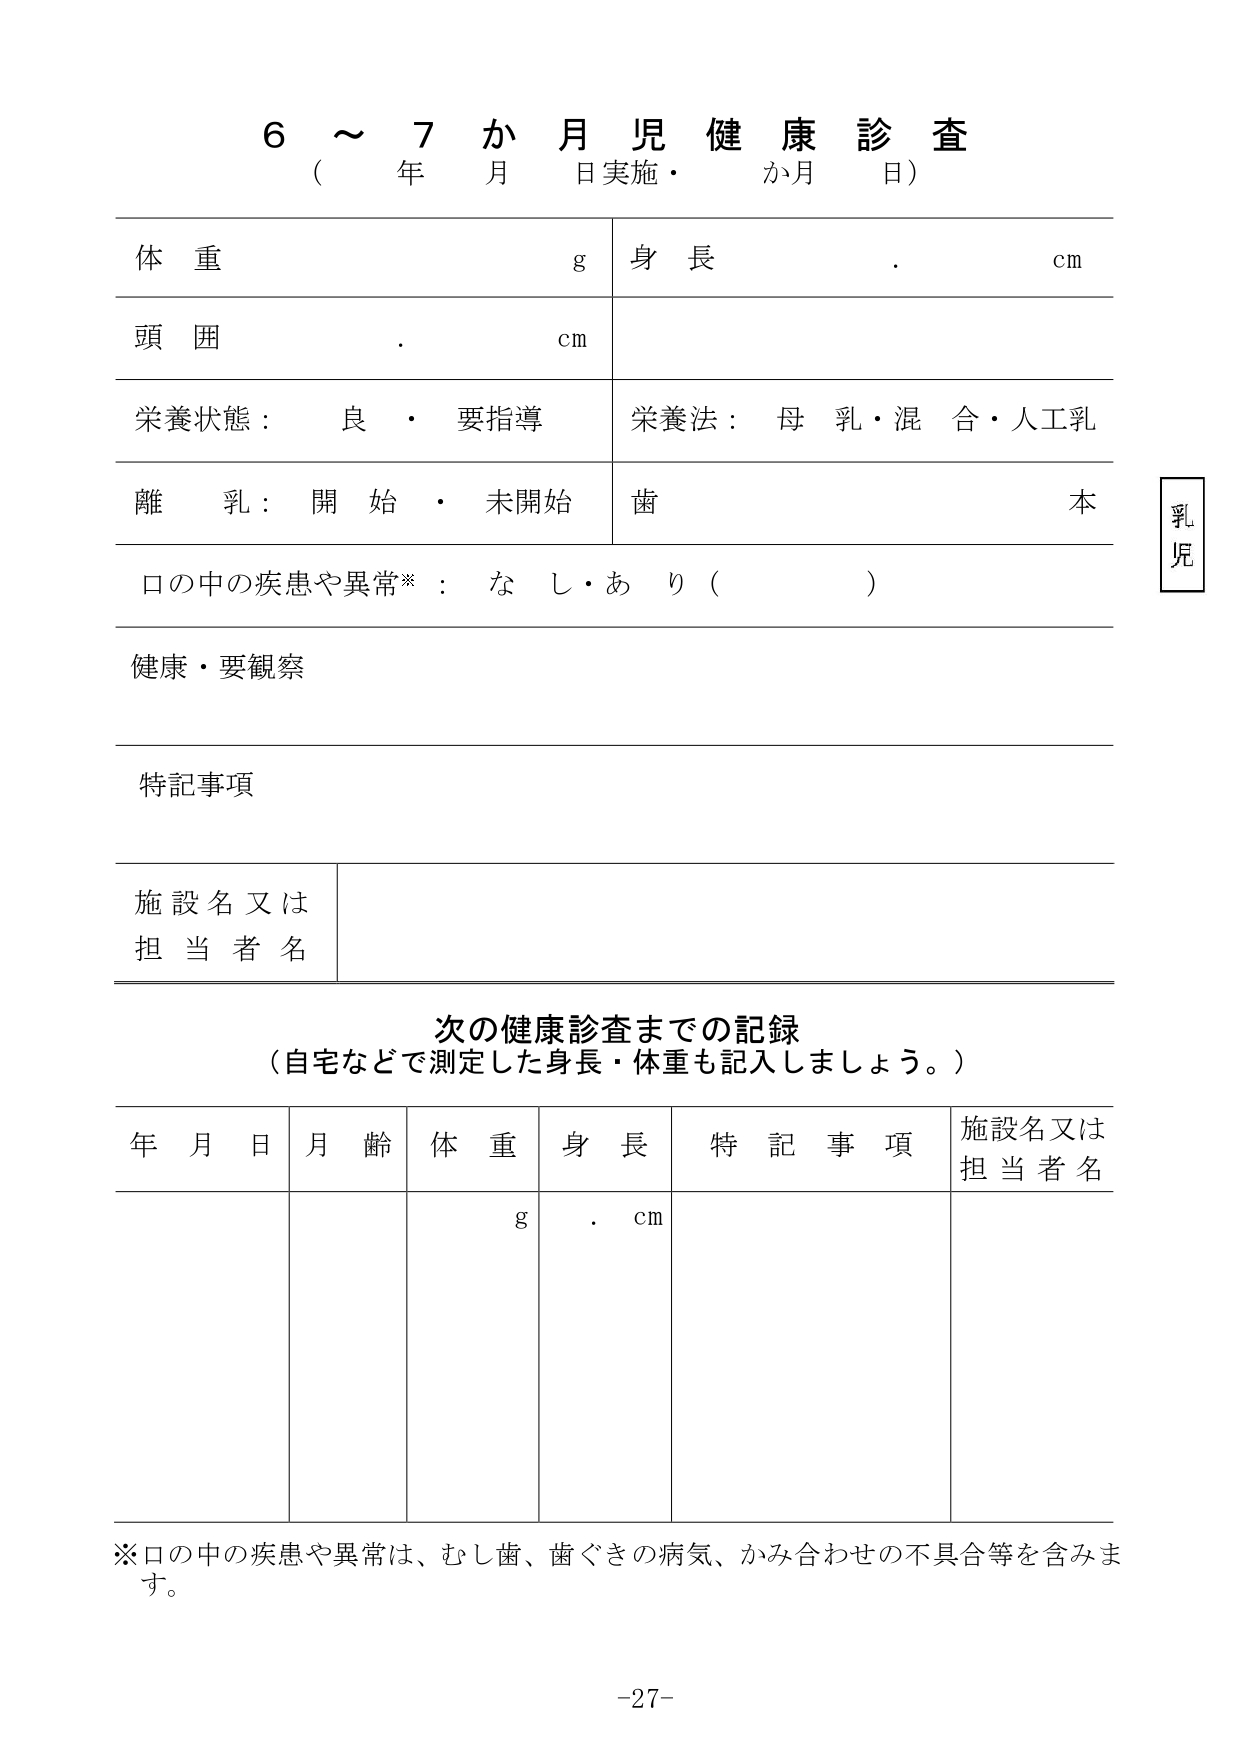 ６～７か月児健康診査
（　　年　　月　　日実施・　　か月　　日）
体　重　　　　　　　　　　　　g　身　長　　　　　　.　　　　　cm
頭　囲　　　　　　.　　　　　cm
栄養状態：　　良　・　要指導　栄養法：　母　乳・混　合・人工乳
離　　乳：　開　始　・　未開始　歯　　　　　　　　　　　　　　本
口の中の疾患や異常※　：　な　し・あ　り（　　　　　）
健康・要観察
特記事項
施設名又は
担当者名
乳
児
次の健康診査までの記録
（自宅などで測定した身長・体重も記入しましょう。）
年　月　日　月　齢　体　重　身　長　特　記　事　項　施設名又は
担当者名
g　.　cm
※口の中の疾患や異常は、むし歯、歯ぐきの病気、かみ合わせの不具合等を含みま
す。
−27−